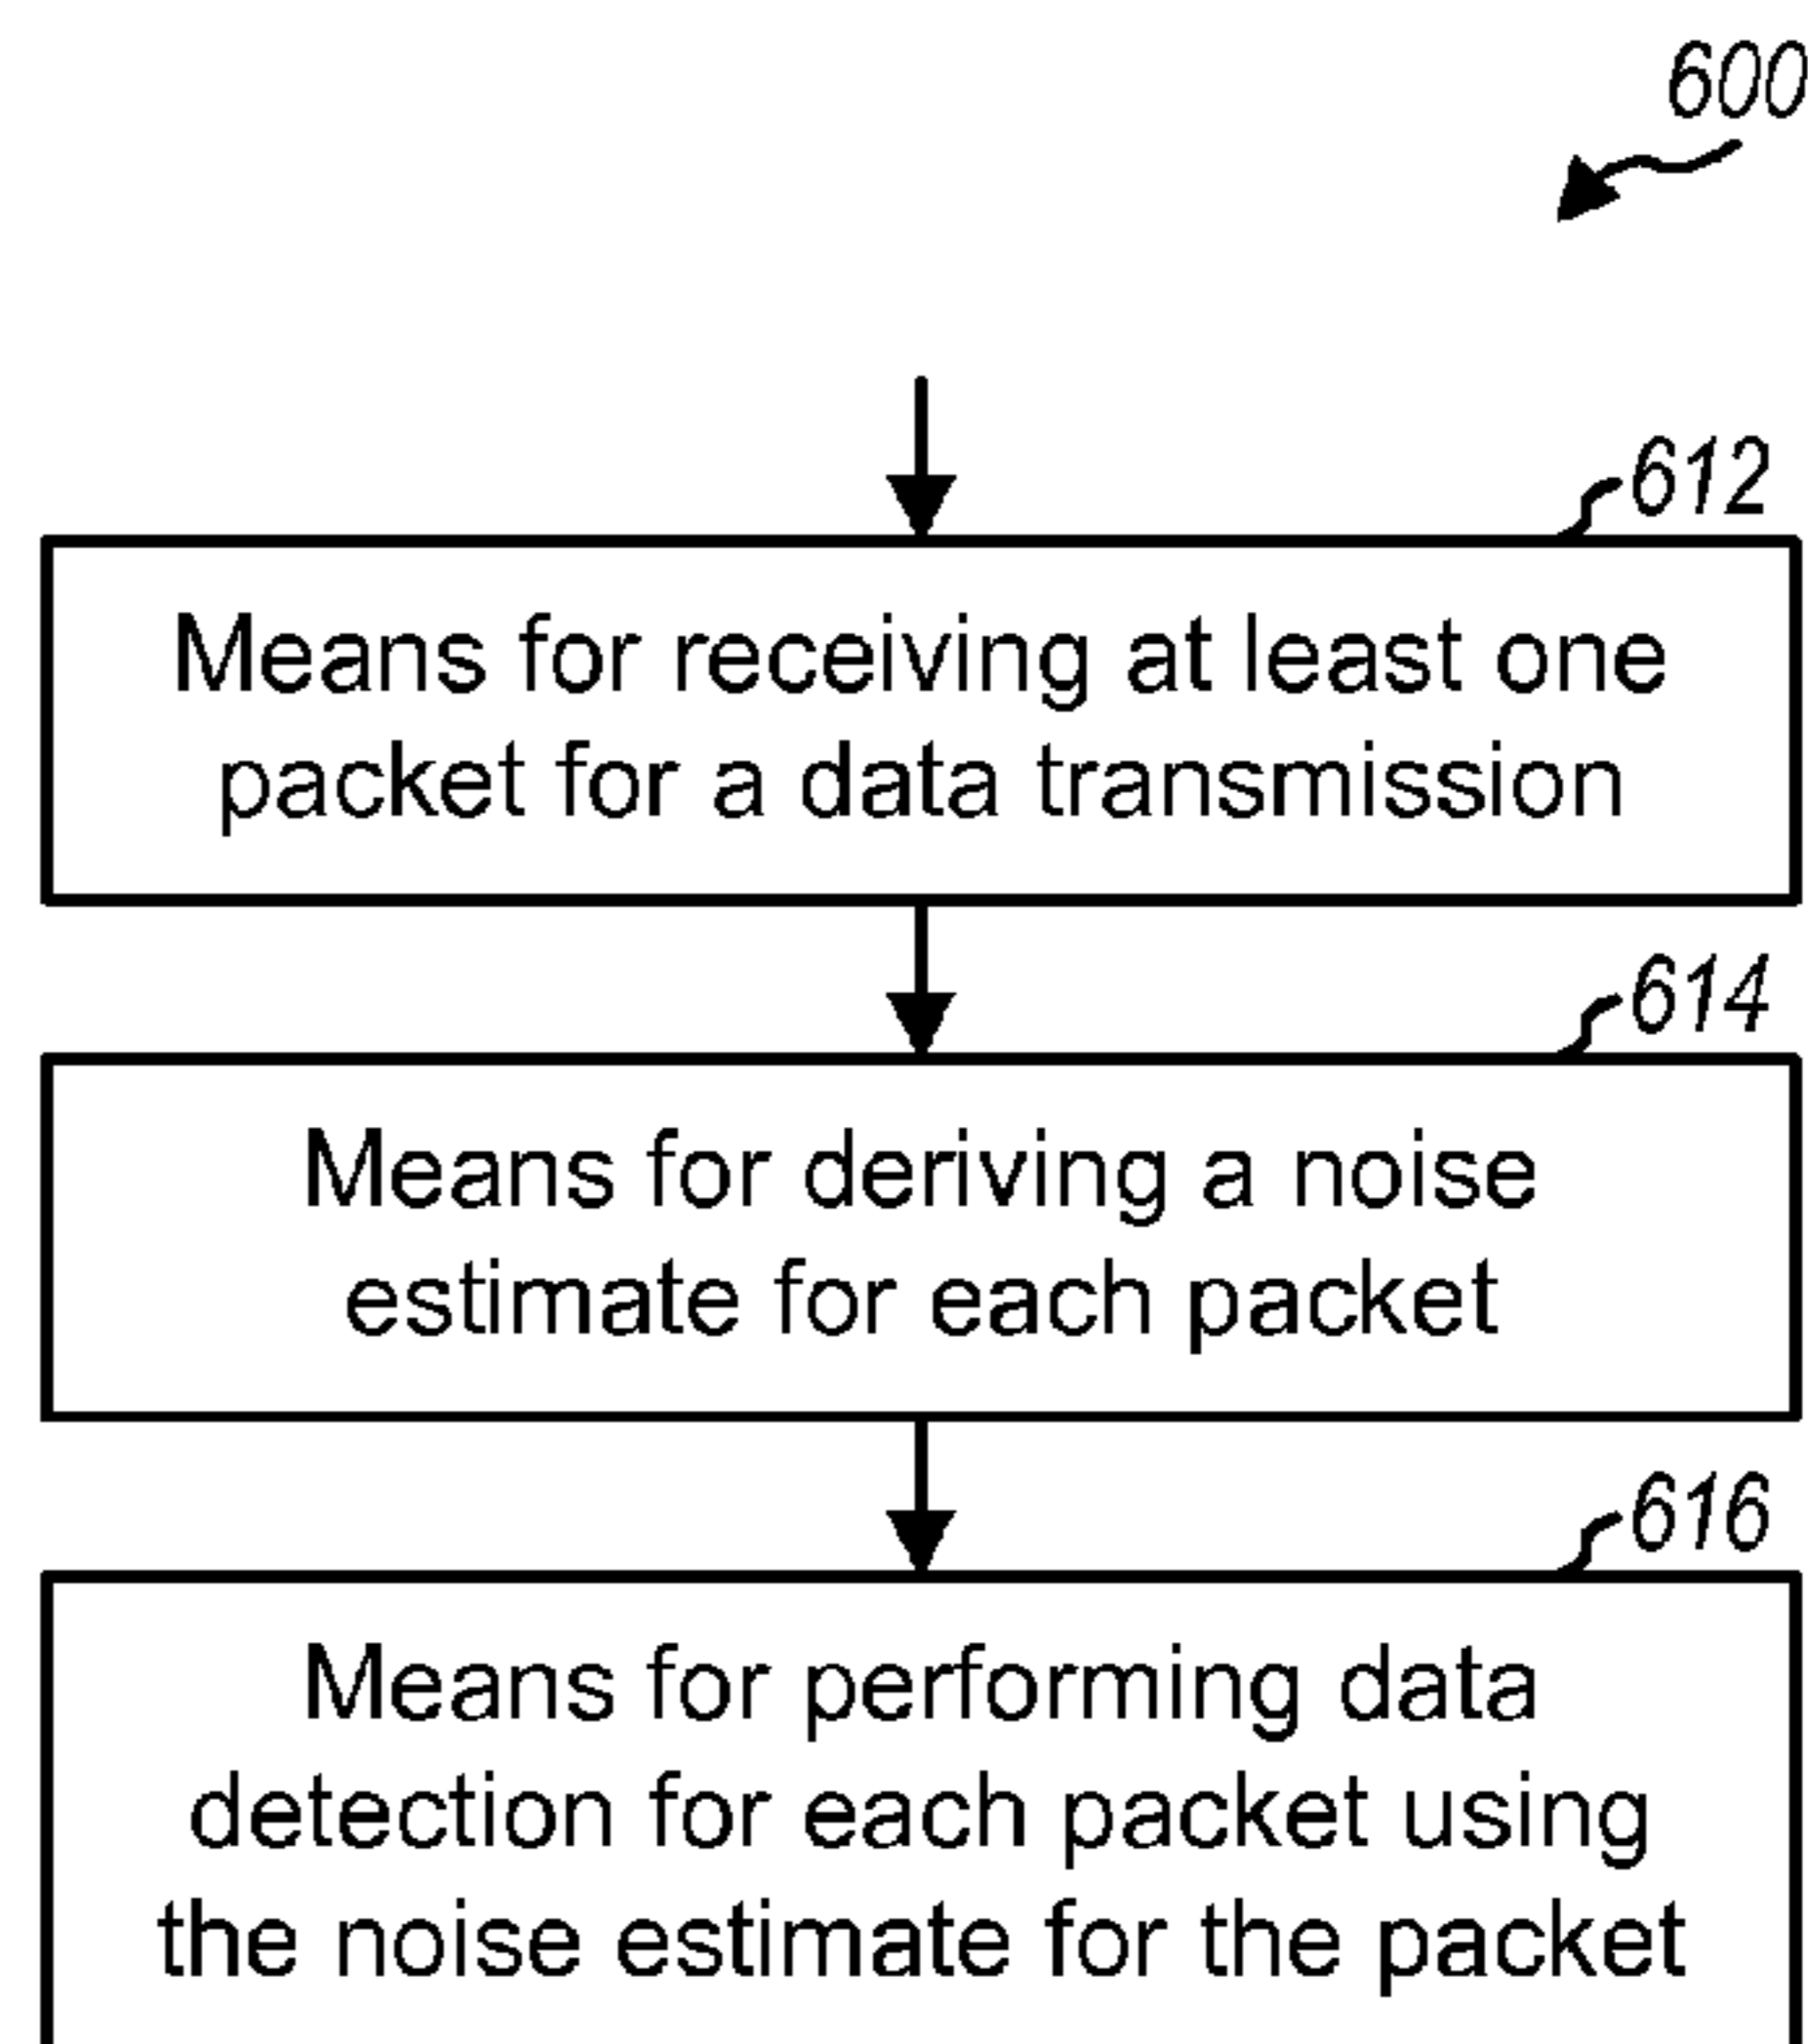 600
612
Means for receiving at least one
packet for a data transmission
614
Means for deriving a noise
estimate for each packet
616
Means for performing data
detection for each packet using
the noise estimate for the packet